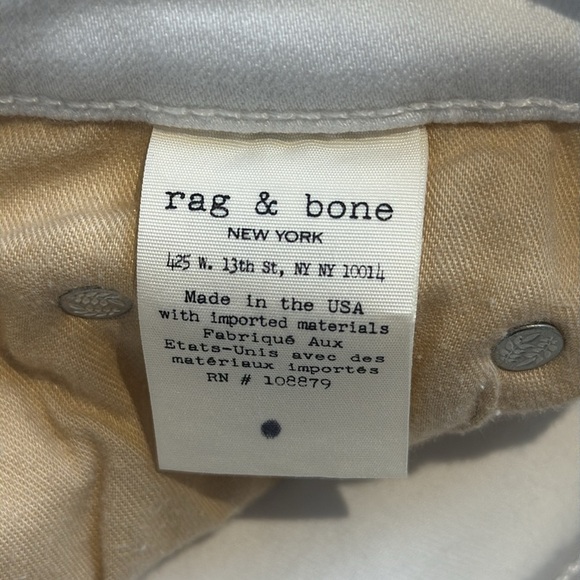 rag & bone
NEW YORK
425 W. 13th St, NY NY 10014
Made in the USA
with imported materials
Fabriqué Aux
Etats-Unis avec des
matériaux importés
RN # 108879